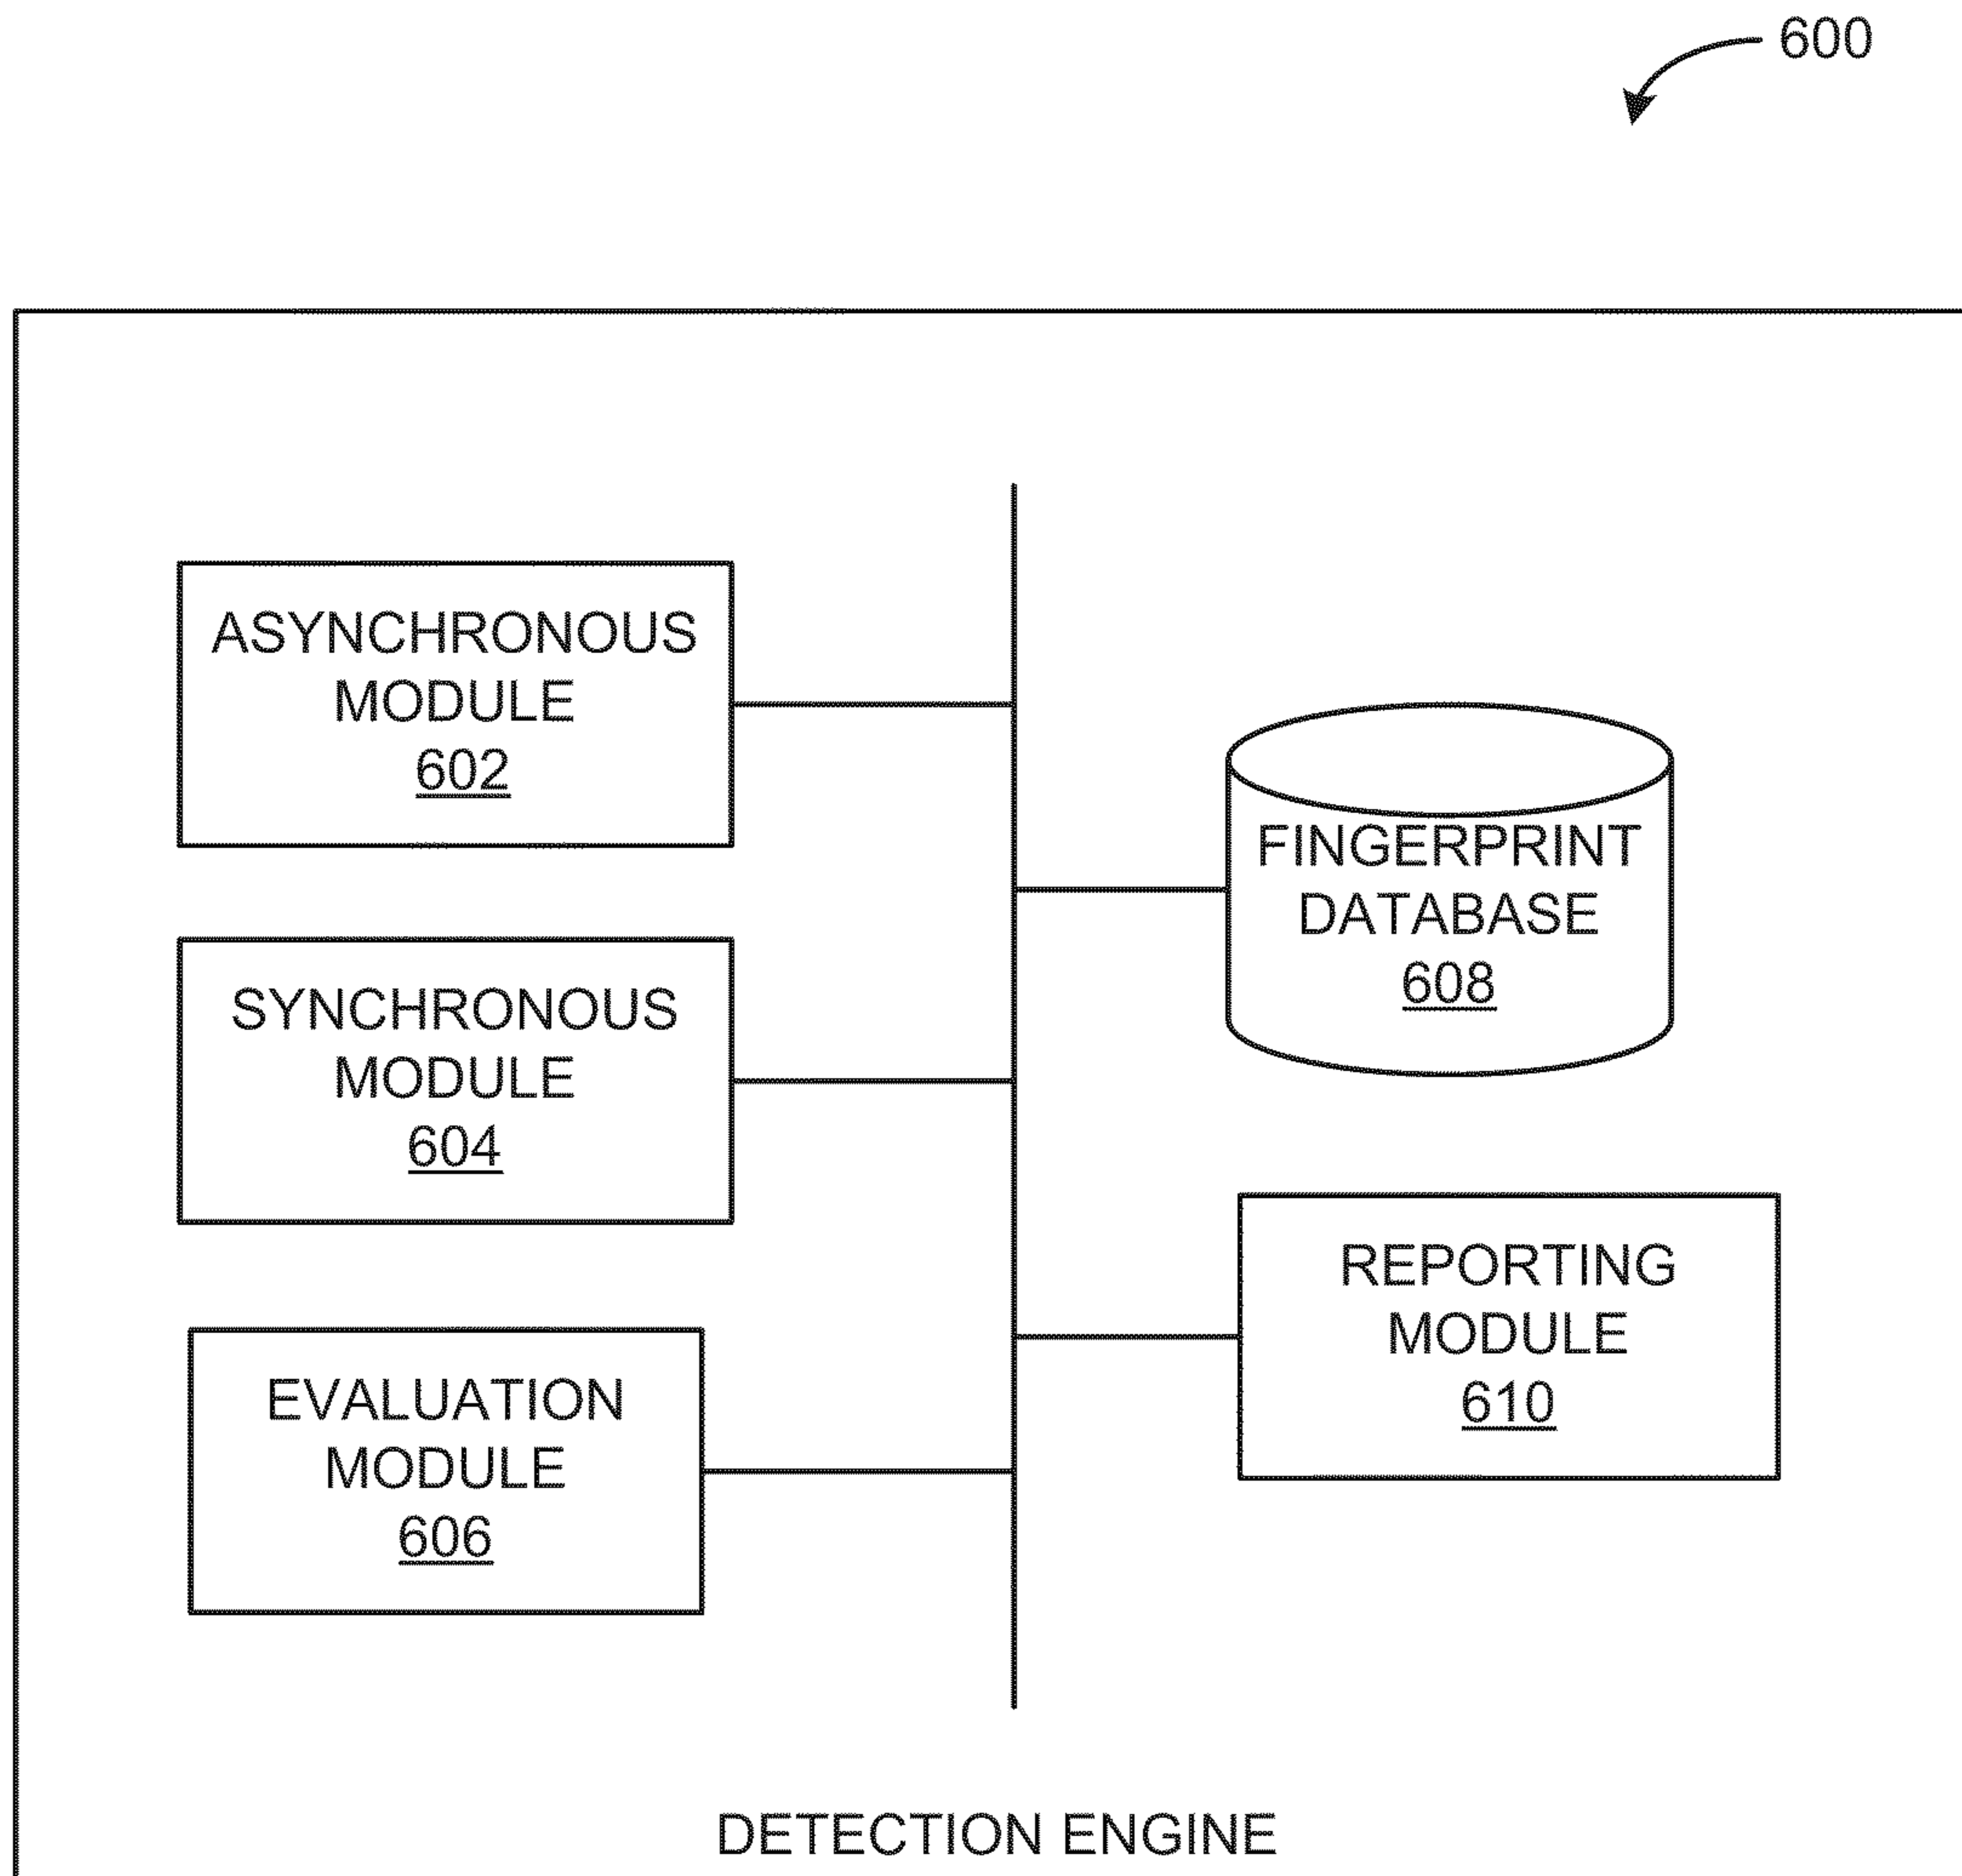 600
ASYNCHRONOUS
MODULE
602
SYNCHRONOUS
MODULE
604
EVALUATION
MODULE
606
FINGERPRINT
DATABASE
608
REPORTING
MODULE
610
DETECTION ENGINE